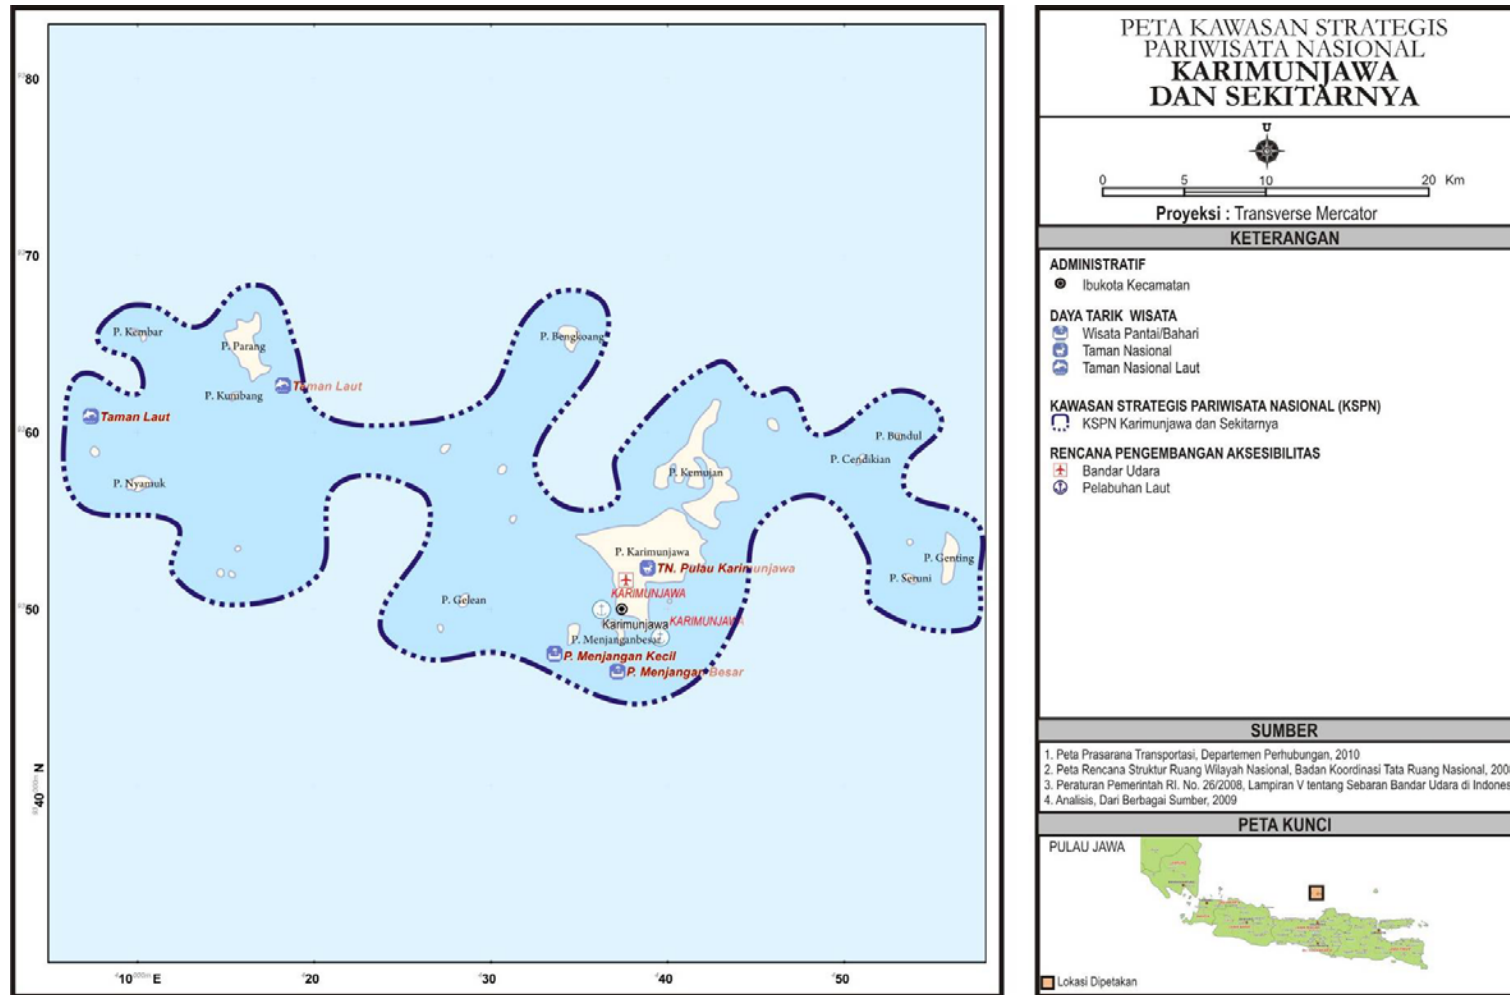 PETA KAWASAN STRATEGIS
PARIWISATA NASIONAL
KARIMUNJAWA
DAN SEKITARNYA
U
0 5 10 20 Km
Proyeksi : Transverse Mercator
KETERANGAN
ADMINISTRATIF
Ibukota Kecamatan
DAYA TARIK WISATA
Wisata Pantai/Bahari
Taman Nasional
Taman Nasional Laut
KAWASAN STRATEGIS PARIWISATA NASIONAL (KSPN)
KSPN Karimunjawa dan Sekitarnya
RENCANA PENGEMBANGAN AKSESIBILITAS
Bandar Udara
Pelabuhan Laut
SUMBER
1. Peta Prasarana Transportasi, Departemen Perhubungan, 2010
2. Peta Rencana Struktur Ruang Wilayah Nasional, Badan Koordinasi Tata Ruang Nasional, 200
3. Peraturan Pemerintah RI. No. 26/2008, Lampiran V tentang Sebaran Bandar Udara di Indones
4. Analisis, Dari Berbagai Sumber, 2009
PETA KUNCI
PULAU JAWA
Lokasi Dipetakan
80
70
60
50
40
N
10 E
20
30
40
50
P. Kembar
P. Parang
P. Bengkoang
Taman Laut
P. Kumbang
Taman Laut
P. Bundul
P. Cendikian
P. Kemujan
P. Nyamuk
P. Karimunjawa
P. Genting
TN. Pulau Karimunjawa
P. Seruni
KARIMUNJAWA
P. Gelean
Karimunjawa
KARIMUNJAWA
P. Menjanganbesar
P. Menjangan Kecil
P. Menjangan Besar